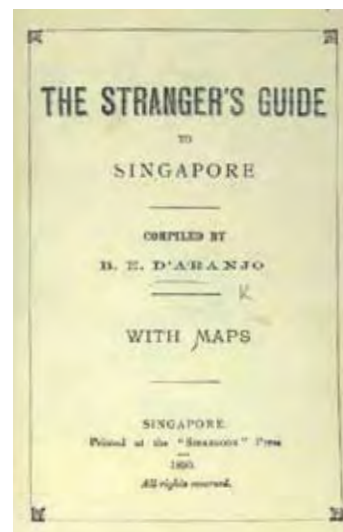 THE STRANGER'S GUIDE
TO
SINGAPORE
COMPILED BY
B. E. D'ARANJO
K
WITH MAPS
SINGAPORE.
Printed at the "Sirangoon" Press
1890.
All rights reserved.